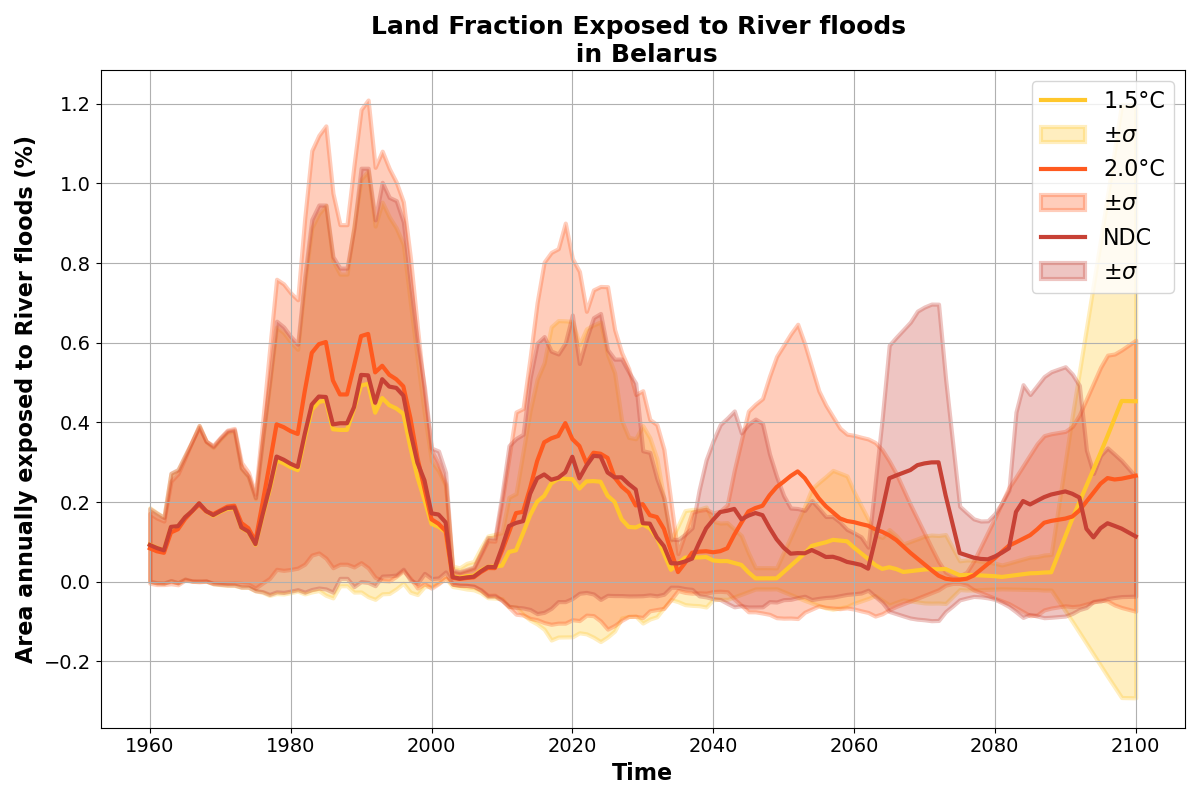 Land Fraction Exposed to River floods
in Belarus
Area annually exposed to River floods (%)
1.2
1.0
0.8
0.6
0.4
0.2
0.0
−0.2
1960
1980
2000
2020
2040
2060
2080
2100
Time
1.5°C
±σ
2.0°C
±σ
NDC
±σ